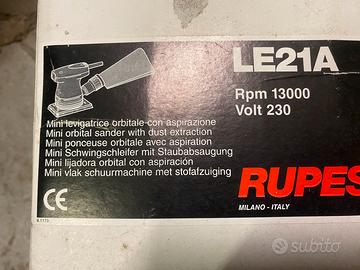 LE21A
Rpm 13000
Volt 230
Mini levigatrice orbitale con aspirazione
Mini orbital sander with dust extraction
Mini ponceuse orbitale avec aspiration
Mini Schwingschleifer mit Staubabsaugung
Mini lijadora orbital con aspiración
Mini vlak schuurmachine met stofafzuiging
RUPES
CE
MILANO - ITALY
subito